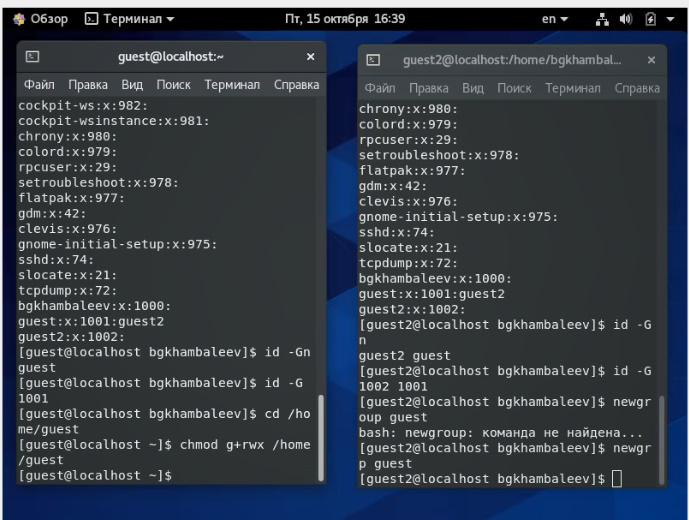 Обзор Терминал Пт, 15 октября 16:39 en
guest@localhost:~ ×
Файл Правка Вид Поиск Терминал Справка
cockpit-ws:x:982:
cockpit-wsinstance:x:981:
chrony:x:980:
colord:x:979:
rpcuser:x:29:
setroubleshoot:x:978:
flatpak:x:977:
gdm:x:42:
clevis:x:976:
gnome-initial-setup:x:975:
sshd:x:74:
slocate:x:21:
tcpdump:x:72:
bgkhambaleev:x:1000:
guest:x:1001:guest2
guest2:x:1002:
[guest@localhost bgkhambaleev]$ id -Gn
guest
[guest@localhost bgkhambaleev]$ id -G
1001
[guest@localhost bgkhambaleev]$ cd /ho
me/guest
[guest@localhost ~]$ chmod g+rwx /home
/guest
[guest@localhost ~]$
guest2@localhost:/home/bgkhambal... ×
Файл Правка Вид Поиск Терминал Справка
chrony:x:980:
colord:x:979:
rpcuser:x:29:
setroubleshoot:x:978:
flatpak:x:977:
gdm:x:42:
clevis:x:976:
gnome-initial-setup:x:975:
sshd:x:74:
slocate:x:21:
tcpdump:x:72:
bgkhambaleev:x:1000:
guest:x:1001:guest2
guest2:x:1002:
[guest2@localhost bgkhambaleev]$ id -G
n
guest2 guest
[guest2@localhost bgkhambaleev]$ id -G
1002 1001
[guest2@localhost bgkhambaleev]$ newgr
oup guest
bash: newgroup: команда не найдена...
[guest2@localhost bgkhambaleev]$ newgr
p guest
[guest2@localhost bgkhambaleev]$